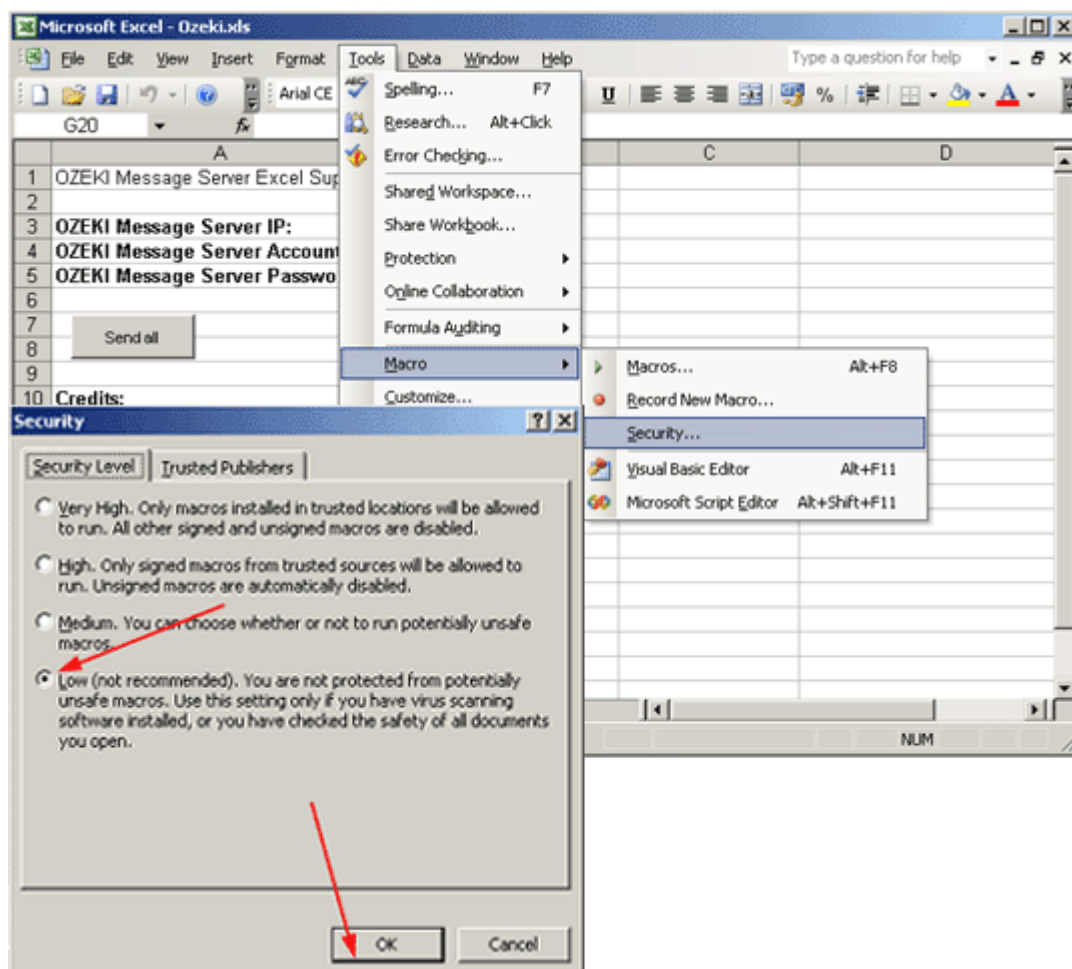 Microsoft Excel - Ozeki.xls
File Edit View Insert Format Tools Data Window Help Type a question for help
Arial CE U %
G20 fx
A C D
1 OZEKI Message Server Excel Sup
2
3 OZEKI Message Server IP:
4 OZEKI Message Server Account
5 OZEKI Message Server Passwo
6
7
Send all
8
9
10 Credits:
Spelling... F7
Research... Alt+Click
Error Checking...
Shared Workspace...
Share Workbook...
Protection
Online Collaboration
Formula Auditing
Macro
Customize...
Macros... Alt+F8
Record New Macro...
Security...
Visual Basic Editor Alt+F11
Microsoft Script Editor Alt+Shift+F11
Security
Security Level Trusted Publishers
Very High. Only macros installed in trusted locations will be allowed
to run. All other signed and unsigned macros are disabled.
High. Only signed macros from trusted sources will be allowed to
run. Unsigned macros are automatically disabled.
Medium. You can choose whether or not to run potentially unsafe
macros.
Low (not recommended). You are not protected from potentially
unsafe macros. Use this setting only if you have virus scanning
software installed, or you have checked the safety of all documents
you open.
OK Cancel
NUM